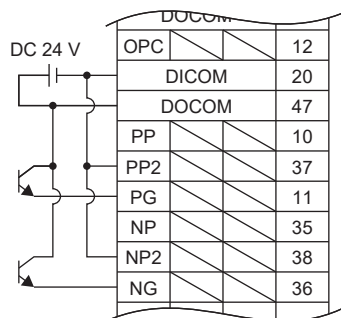 DOCOM
DC 24 V
OPC 12
DICOM 20
DOCOM 47
PP 10
PP2 37
PG 11
NP 35
NP2 38
NG 36